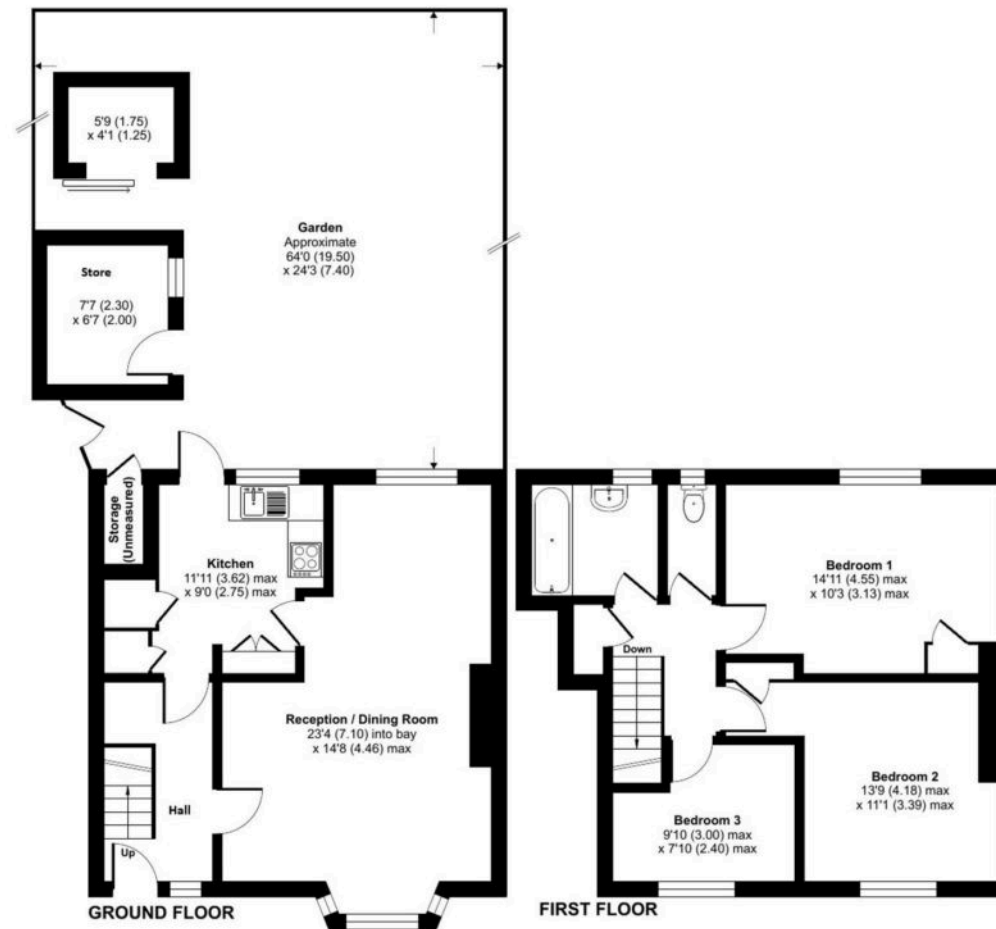 5'9 (1.75)
x 4'1 (1.25)
Garden
Approximate
64'0 (19.50)
x 24'3 (7.40)
Store
7'7 (2.30)
x 6'7 (2.00)
Storage
(Unmeasured)
Kitchen
11'11 (3.62) max
x 9'0 (2.75) max
Reception / Dining Room
23'4 (7.10) into bay
x 14'8 (4.46) max
Hall
Up
GROUND FLOOR
Bedroom 1
14'11 (4.55) max
x 10'3 (3.13) max
Down
Bedroom 2
13'9 (4.18) max
x 11'1 (3.39) max
Bedroom 3
9'10 (3.00) max
x 7'10 (2.40) max
FIRST FLOOR